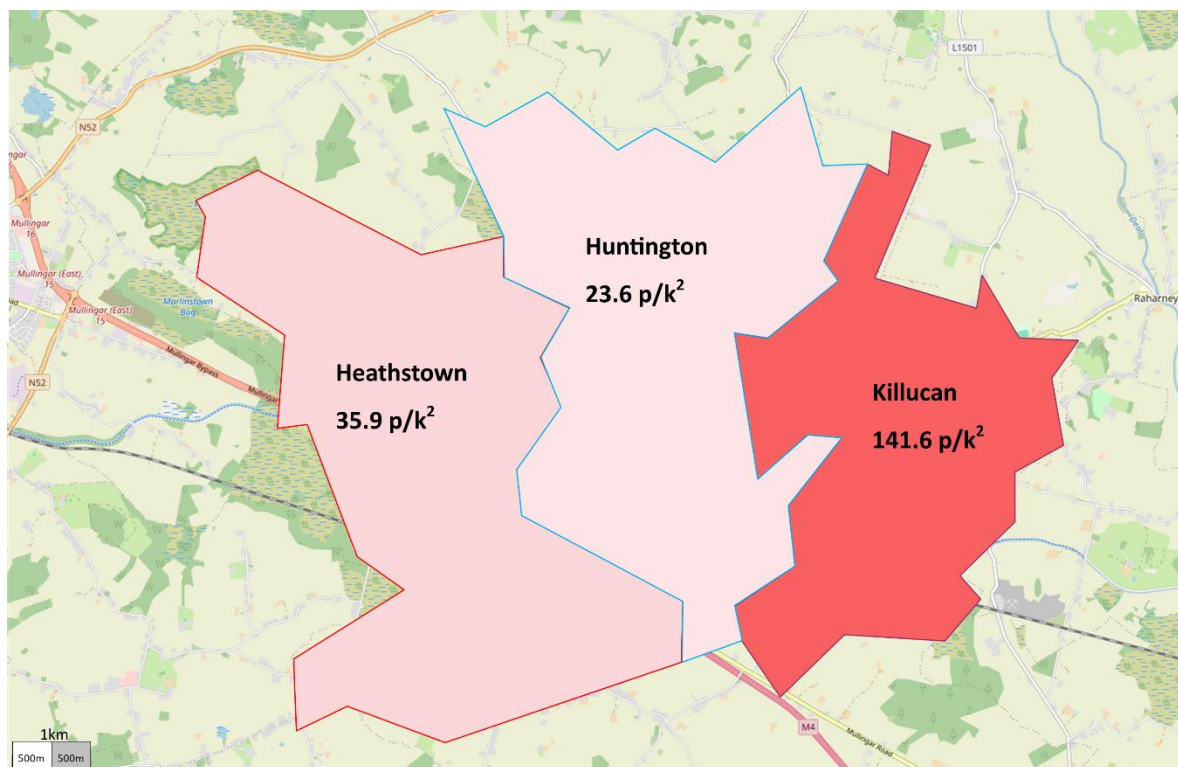 L1501
N52
Mullingar
16
Mullingar
16
Mullingar (East)
15
Mullingar (East)
15
Marlinstown
Bog
Mullingar Bypass
N52
Huntington
23.6 p/k²
Heathstown
35.9 p/k²
Killucan
141.6 p/k²
Raharney
M4
Mullingar Road
1km
500m 500m